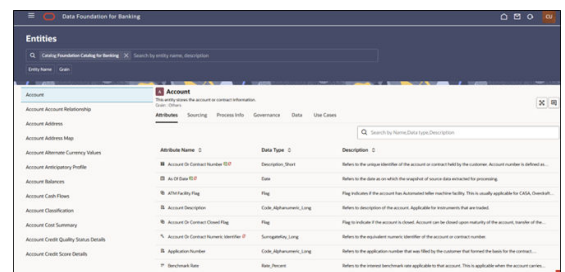 Data Foundation for Banking
CU
Entities
Catalog Foundation Catalog for Banking X Search by entity name, description
Entity Name Grain
Account
Account Account Relationship
Account Address
Account Address Map
Account Alternate Currency Values
Account Anticipatory Profile
Account Balances
Account Cash Flows
Account Classification
Account Cost Summary
Account Credit Quality Status Details
Account Credit Score Details
Account
This entity stores the account or contract information.
Grain : Others
Attributes Sourcing Process Info Governance Data Use Cases
Search by Name,Data type,Description
Attribute Name Data Type Description
Account Or Contract Number Description_Short Refers to the unique identifier of the account or contract held by the customer. Account number is defined as...
As Of Date Date Refers to the date as on which the snapshot of source data extracted for processing.
ATM Facility Flag Flag Flag Indicates if the account has Automated teller machine facility. This is usually applicable for CASA, Overdraft...
Account Description Code_Alphanumeric_Long Refers to description of the account. Applicable for instruments that are traded.
Account Or Contract Closed Flag Flag Flag to indicate if the account is closed. Account can be closed upon maturity of the account, transfer of the...
Account Or Contract Numeric Identifier SurrogateKey_Long Refers to the equivalent numeric identifier of the account or contract number.
Application Number Code_Alphanumeric_Long Refers to the application number that was filled by the customer that formed the basis for the contract...
Benchmark Rate Rate_Percent Refers to the interest benchmark rate applicable to that account. This is applicable when the account carries...